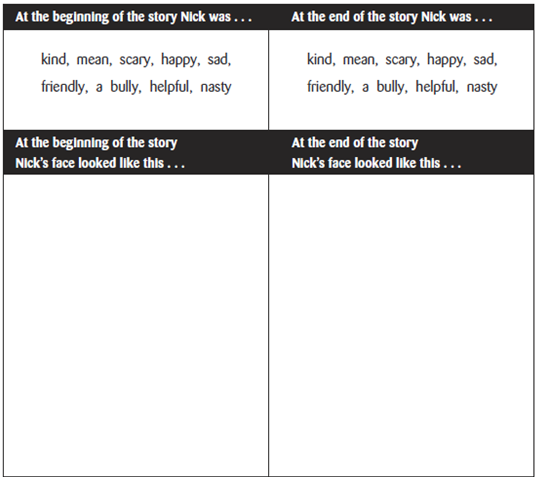 At the beginning of the story Nick was . . .
kind, mean, scary, happy, sad,
friendly, a bully, helpful, nasty
At the end of the story Nick was . . .
kind, mean, scary, happy, sad,
friendly, a bully, helpful, nasty
At the beginning of the story
Nick's face looked like this . . .
At the end of the story
Nick's face looked like this . . .